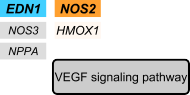 EDN1 NOS2
NOS3 HMOX1
NPPA
VEGF signaling pathway